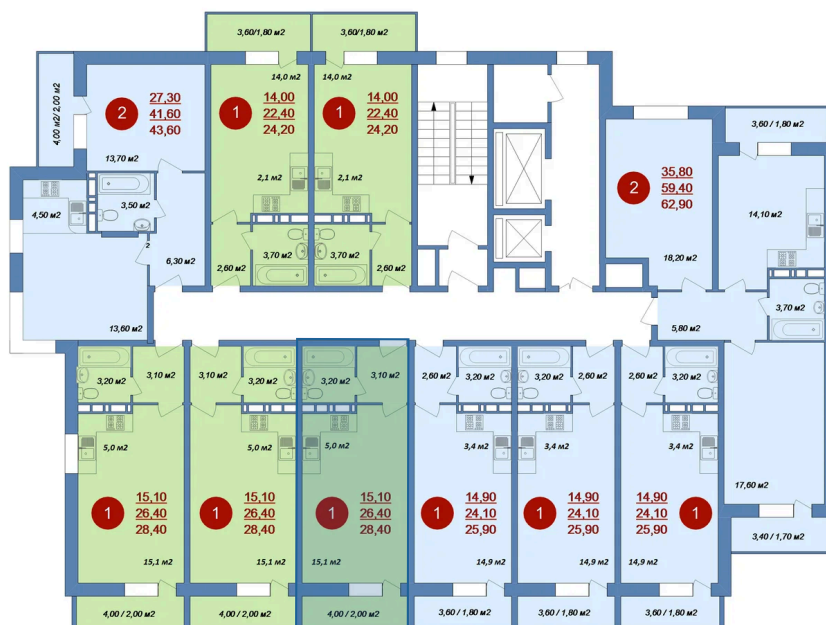 3,60/1,80 м2
3,60/1,80 м2
4,00 м2/ 2,00 м2
2
27,30
41,60
43,60
13,70 м2
14,0 м2
1
14,00
22,40
24,20
2,1 м2
14,0 м2
1
14,00
22,40
24,20
2,1 м2
3,60 / 1,80 м2
2
35,80
59,40
62,90
18,20 м2
14,10 м2
4,50 м2
3,50 м2
2
6,30 м2
13,60 м2
2,60 м2
3,70 м2
3,70 м2
2,60 м2
5,80 м2
3,70 м2
3,20 м2
3,10 м2
3,10 м2
3,20 м2
3,20 м2
3,10 м2
2,60 м2
3,20 м2
3,20 м2
2,60 м2
2,60 м2
3,20 м2
5,0 м2
5,0 м2
5,0 м2
3,4 м2
3,4 м2
3,4 м2
17,60 м2
1
15,10
26,40
28,40
1
15,10
26,40
28,40
1
15,10
26,40
28,40
1
14,90
24,10
25,90
1
14,90
24,10
25,90
14,90
24,10
25,90
1
15,1 м2
15,1 м2
15,1 м2
14,9 м2
14,9 м2
14,9 м2
3,40 / 1,70 м2
4,00 / 2,00 м2
4,00 / 2,00 м2
4,00 / 2,00 м2
3,60 / 1,80 м2
3,60 / 1,80 м2
3,60 / 1,80 м2